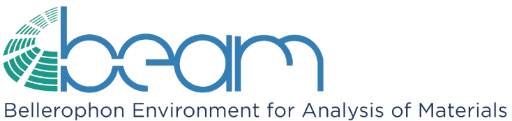 beam
Bellerophon Environment for Analysis of Materials